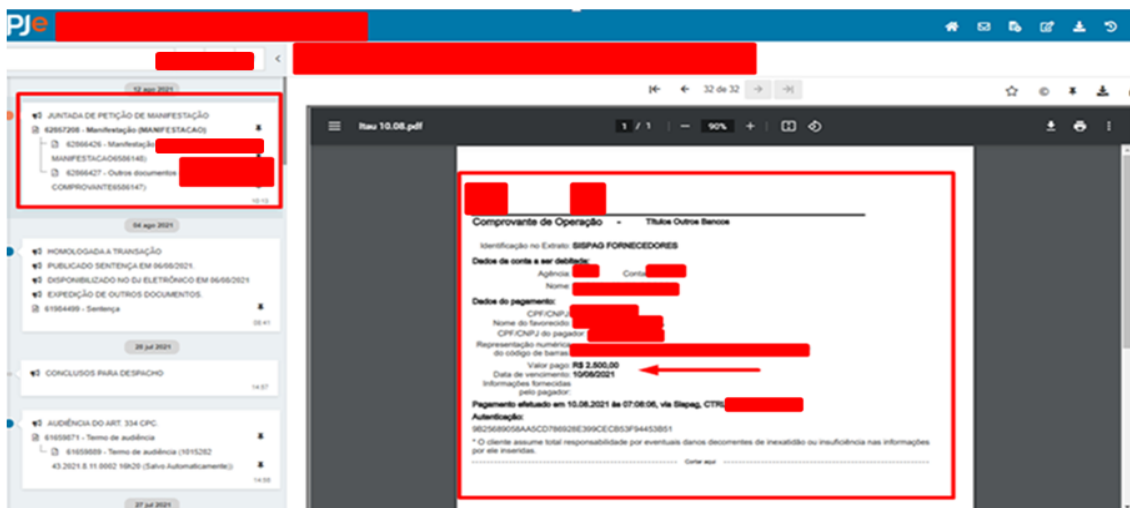 PJe
12 ago 2021
JUNTADA DE PETIÇÃO DE MANIFESTAÇÃO
62857208 - Manifestação (MANIFESTACAO)
62866426 - Manifestação
MANIFESTACAO6586148)
62866427 - Outros documentos
COMPROVANTE6586147)
10:13
04 ago 2021
HOMOLOGADA A TRANSAÇÃO
PUBLICADO SENTENÇA EM 06/08/2021.
DISPONIBILIZADO NO DJ ELETRÔNICO EM 06/08/2021
EXPEDIÇÃO DE OUTROS DOCUMENTOS.
61984499 - Sentença
08:41
28 jul 2021
CONCLUSOS PARA DESPACHO
14:57
AUDIÊNCIA DO ART. 334 CPC.
61659871 - Termo de audiência
61659889 - Termo de audiência (1015282
43.2021.8.11.0002 16h20 (Salvo Automaticamente))
14:55
27 jul 2021
32 de 32
Itau 10.08.pdf
1 / 1
90%
Comprovante de Operação - Títulos Outros Bancos
Identificação no Extrato: SISPAG FORNECEDORES
Dados da conta a ser debitada:
Agência:
Conta
Nome:
Dados do pagamento:
CPF/CNPJ
Nome do favorecido:
CPF/CNPJ do pagador
Representação numérica
do código de barras:
Valor pago: R$ 2.500,00
Data de vencimento: 10/08/2021
Informações fornecidas
pelo pagador:
Pagamento efetuado em 10.08.2021 às 07:08:06, via Sispag, CTRL
Autenticação:
9B25689058AA5CD786928E399CECB53F94453B51
* O cliente assume total responsabilidade por eventuais danos decorrentes de inexatidão ou insuficiência nas informações
por ele inseridas.
Cortar aqui